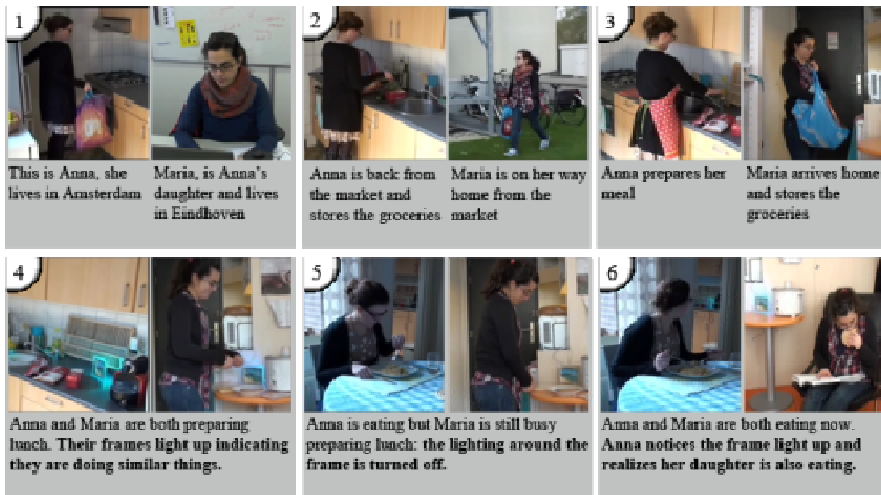 1
This is Anna, she
lives in Amsterdam
Maria, is Anna's
daughter and lives
in Eindhoven
2
Anna is back from
the market and
stores the groceries
Maria is on her way
home from the
market
3
Anna prepares her
meal
Maria arrives home
and stores the
groceries
4
Anna and Maria are both preparing
lunch. Their frames light up indicating
they are doing similar things.
5
Anna is eating but Maria is still busy
preparing lunch: the lighting around the
frame is turned off.
6
Anna and Maria are both eating now.
Anna notices the frame light up and
realizes her daughter is also eating.